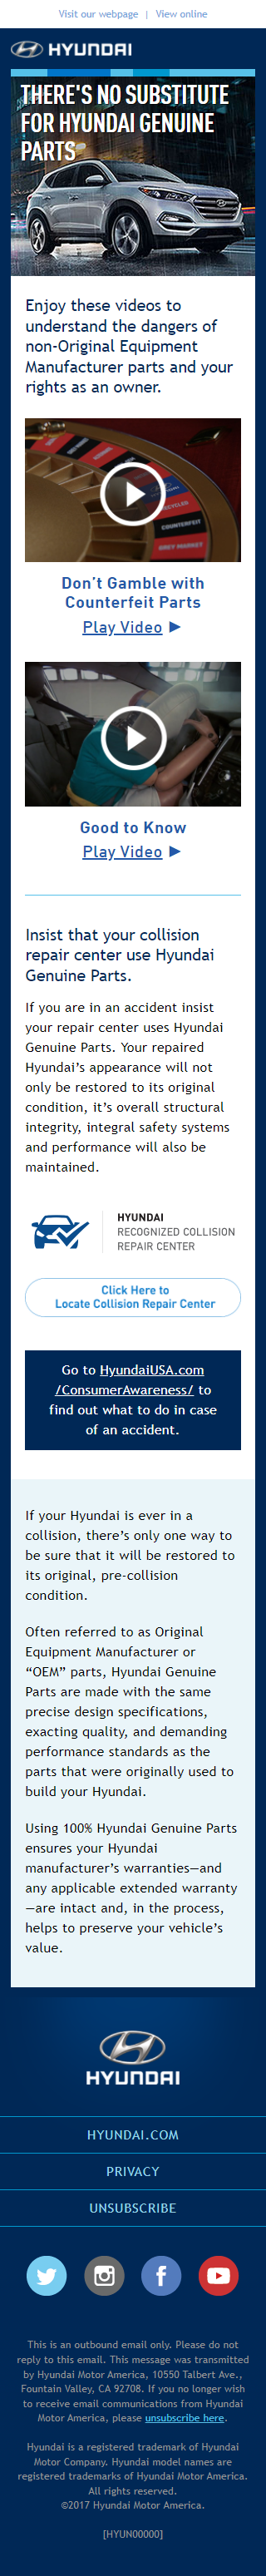 Visit our webpage | View online
HYUNDAI
THERE'S NO SUBSTITUTE
FOR HYUNDAI GENUINE
PARTS
Enjoy these videos to
understand the dangers of
non-Original Equipment
Manufacturer parts and your
rights as an owner.
COUNTERFEIT
Don't Gamble with
Counterfeit Parts
Play Video ▶
Good to Know
Play Video ▶
Insist that your collision
repair center use Hyundai
Genuine Parts.
If you are in an accident insist
your repair center uses Hyundai
Genuine Parts. Your repaired
Hyundai's appearance will not
only be restored to its original
condition, it's overall structural
integrity, integral safety systems
and performance will also be
maintained.
HYUNDAI
RECOGNIZED COLLISION
REPAIR CENTER
Click Here to
Locate Collision Repair Center
Go to HyundaiUSA.com
/ConsumerAwareness/ to
find out what to do in case
of an accident.
If your Hyundai is ever in a
collision, there's only one way to
be sure that it will be restored to
its original, pre-collision
condition.
Often referred to as Original
Equipment Manufacturer or
“OEM” parts, Hyundai Genuine
Parts are made with the same
precise design specifications,
exacting quality, and demanding
performance standards as the
parts that were originally used to
build your Hyundai.
Using 100% Hyundai Genuine Parts
ensures your Hyundai
manufacturer's warranties—and
any applicable extended warranty
—are intact and, in the process,
helps to preserve your vehicle's
value.
HYUNDAI
HYUNDAI.COM
PRIVACY
UNSUBSCRIBE
This is an outbound email only. Please do not
reply to this email. This message was transmitted
by Hyundai Motor America, 10550 Talbert Ave.,
Fountain Valley, CA 92708. If you no longer wish
to receive email communications from Hyundai
Motor America, please unsubscribe here.
Hyundai is a registered trademark of Hyundai
Motor Company. Hyundai model names are
registered trademarks of Hyundai Motor America.
All rights reserved.
©2017 Hyundai Motor America.
[HYUN00000]